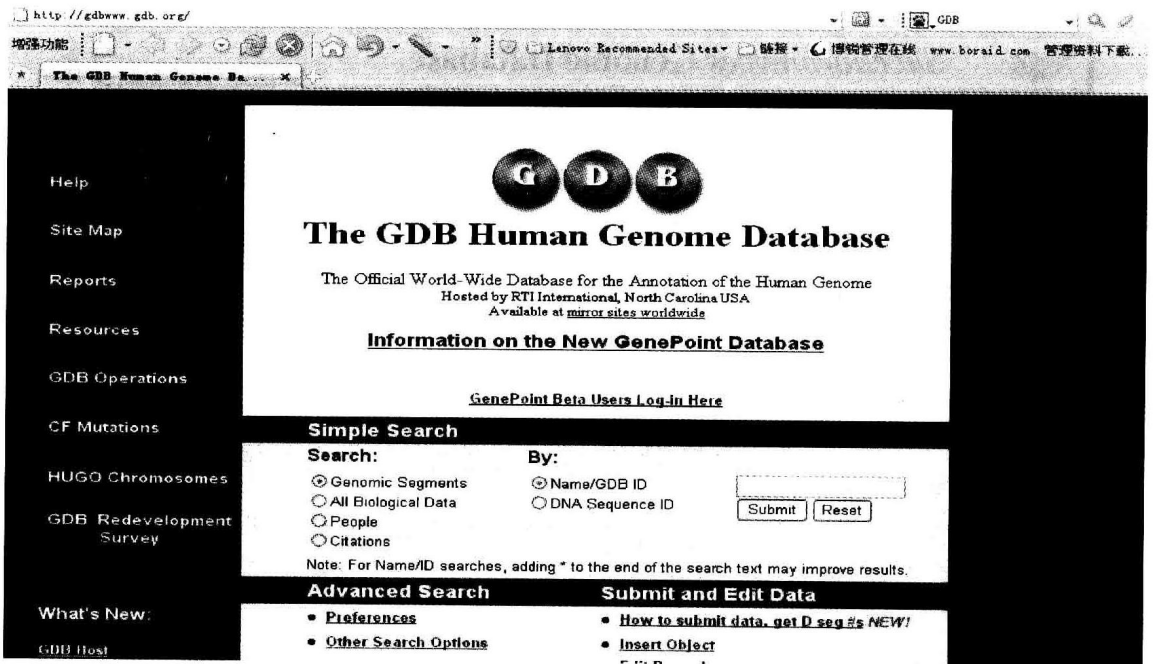 http://gdbwww.gdb.org/
GDB
增强功能
Lenovo Recommended Sites
链接
博锐管理在线
www.boraid.com
管理资料下载...
The GDB Human Genome Da...
Help
Site Map
Reports
Resources
GDB Operations
CF Mutations
HUGO Chromosomes
GDB Redevelopment
Survey
What's New:
GDB Host
G D B
The GDB Human Genome Database
The Official World-Wide Database for the Annotation of the Human Genome
Hosted by RTI International, North Carolina USA
Available at mirror sites worldwide
Information on the New GenePoint Database
GenePoint Beta Users Log-in Here
Simple Search
Search:
Genomic Segments
All Biological Data
People
Citations
By:
Name/GDB ID
DNA Sequence ID
Submit Reset
Note: For Name/ID searches, adding * to the end of the search text may improve results.
Advanced Search
Preferences
Other Search Options
Submit and Edit Data
How to submit data, get D seg #s NEW!
Insert Object